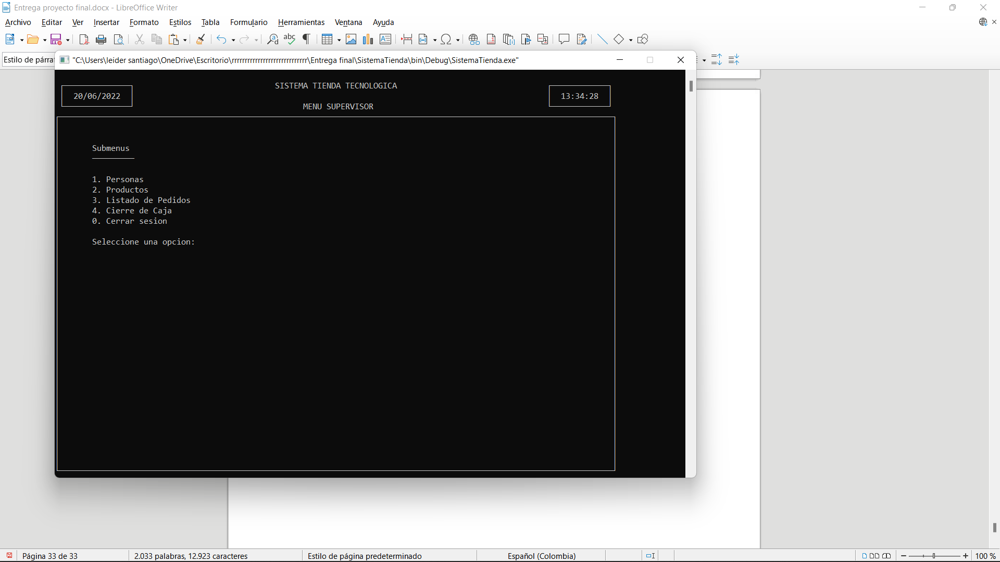 Entrega proyecto final.docx - LibreOffice Writer
Archivo Editar Ver Insertar Formato Estilos Tabla Formulario Herramientas Ventana Ayuda
Estilo de párra
"C:\Users\leider santiago\OneDrive\Escritorio\rrrrrrrrrrrrrrrrrrrrrrrrrrrrr\Entrega final\SistemaTienda\bin\Debug\SistemaTienda.exe"
SISTEMA TIENDA TECNOLOGICA
20/06/2022
13:34:28
MENU SUPERVISOR
Submenus
1. Personas
2. Productos
3. Listado de Pedidos
4. Cierre de Caja
0. Cerrar sesion
Seleccione una opcion:
Página 33 de 33
2.033 palabras, 12.923 caracteres
Estilo de página predeterminado
Español (Colombia)
100 %